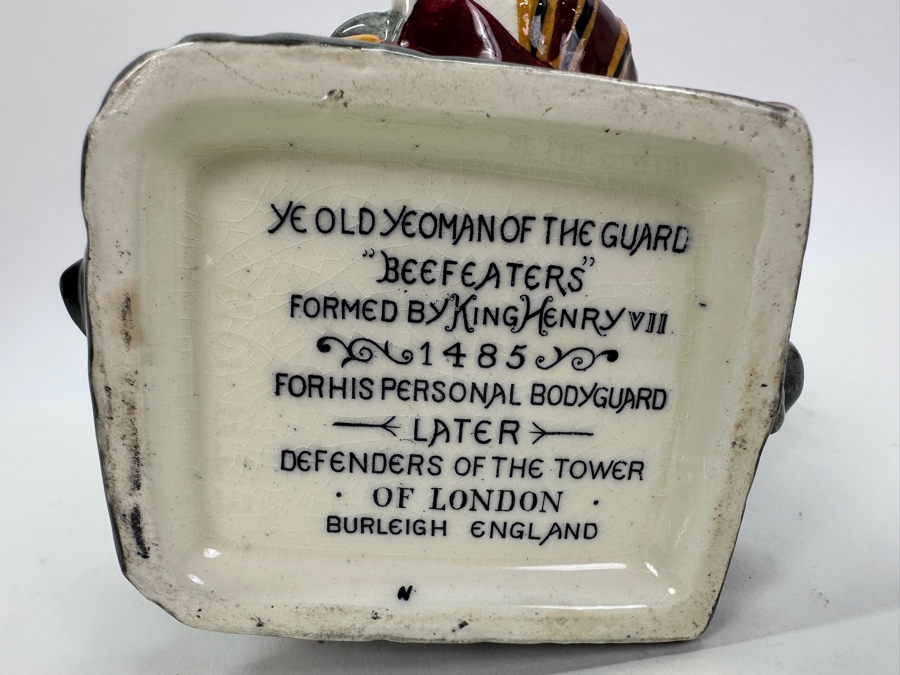 YE OLD YEOMAN OF THE GUARD
"BEEFEATERS"
FORMED BY KING HENRY VII
1485
FOR HIS PERSONAL BODYGUARD
LATER
DEFENDERS OF THE TOWER
· OF LONDON ·
BURLEIGH ENGLAND
N